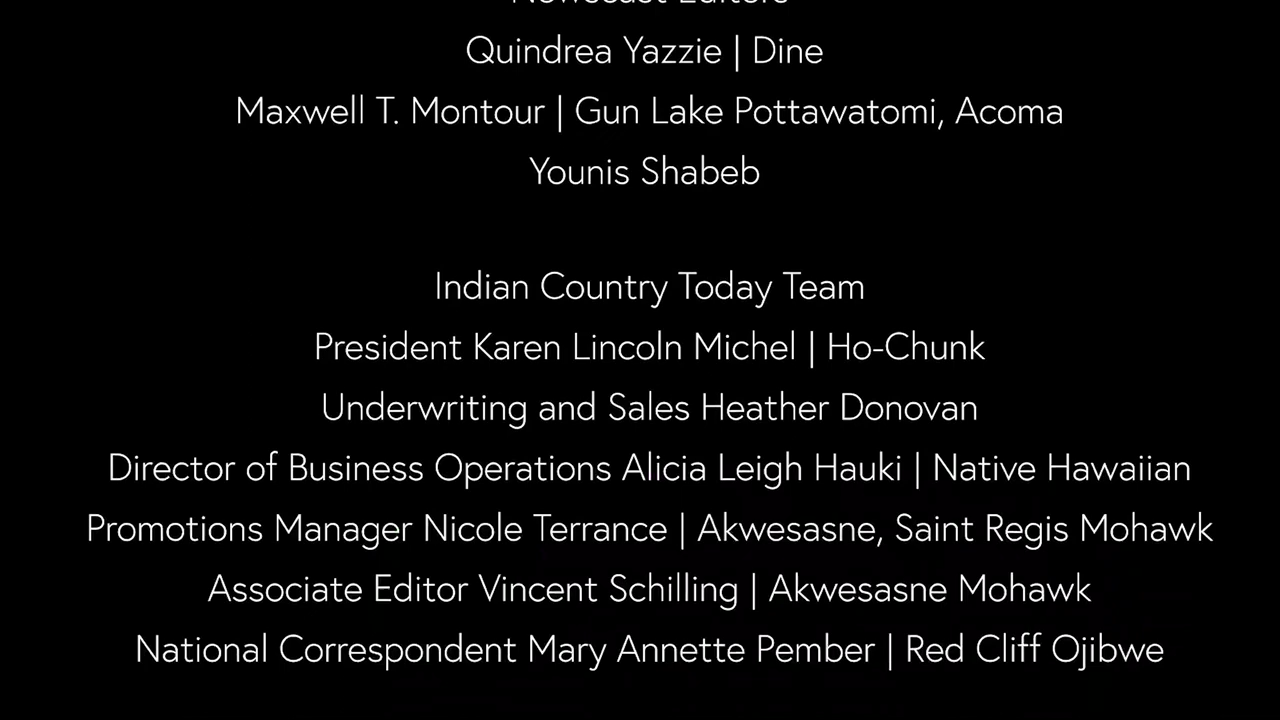 Newscast Editors
Quindrea Yazzie | Dine
Maxwell T. Montour | Gun Lake Pottawatomi, Acoma
Younis Shabeb
Indian Country Today Team
President Karen Lincoln Michel | Ho-Chunk
Underwriting and Sales Heather Donovan
Director of Business Operations Alicia Leigh Hauki | Native Hawaiian
Promotions Manager Nicole Terrance | Akwesasne, Saint Regis Mohawk
Associate Editor Vincent Schilling | Akwesasne Mohawk
National Correspondent Mary Annette Pember | Red Cliff Ojibwe